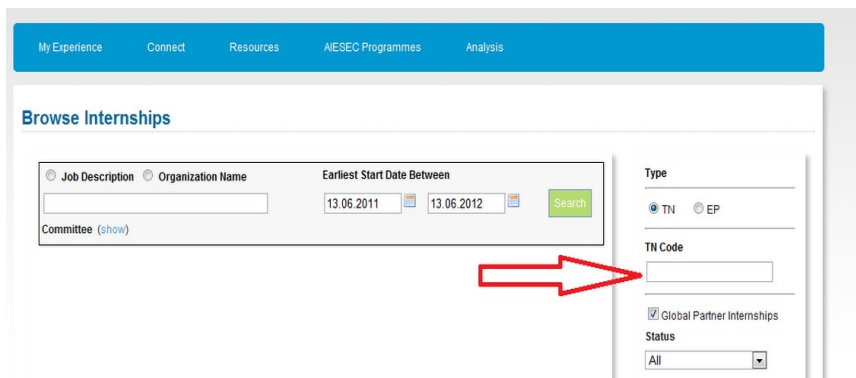 My Experience Connect Resources AIESEC Programmes Analysis
Browse Internships
Job Description Organization Name
Earliest Start Date Between
13.06.2011 13.06.2012 Search
Committee (show)
Type
TN EP
TN Code
Global Partner Internships
Status
All